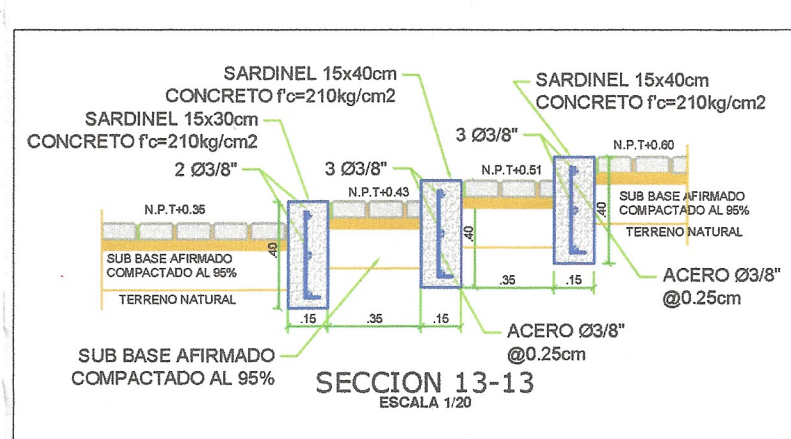 SARDINEL 15x40cm
CONCRETO f'c=210kg/cm2
SARDINEL 15x40cm
CONCRETO f'c=210kg/cm2
SARDINEL 15x30cm
CONCRETO f'c=210kg/cm2
2 Ø3/8"
3 Ø3/8"
3 Ø3/8"
N.P.T+0.60
N.P.T+0.51
N.P.T+0.43
N.P.T+0.35
SUB BASE AFIRMADO
COMPACTADO AL 95%
TERRENO NATURAL
.40
.40
.40
SUB BASE AFIRMADO
COMPACTADO AL 95%
TERRENO NATURAL
.35
.15
ACERO Ø3/8"
@0.25cm
.15
.35
.15
ACERO Ø3/8"
@0.25cm
SUB BASE AFIRMADO
COMPACTADO AL 95%
SECCION 13-13
ESCALA 1/20